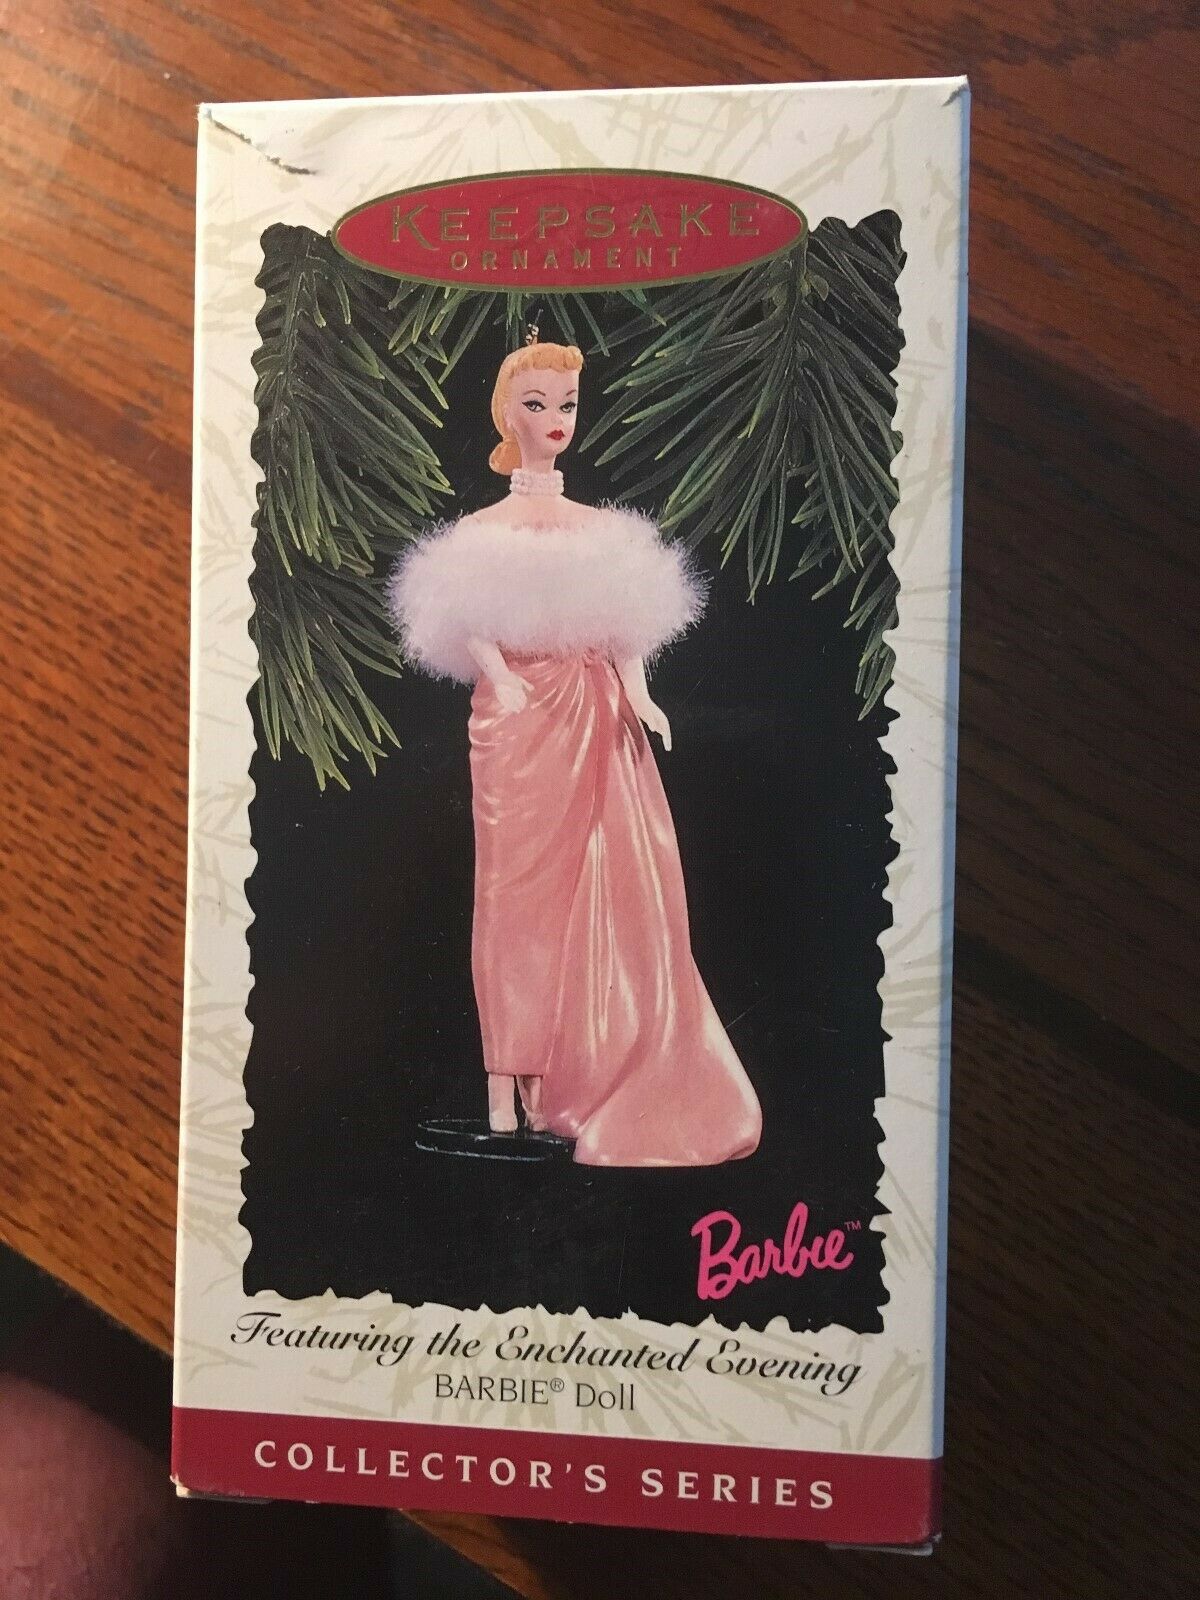 KEEPSAKE
ORNAMENT
Barbie™
Featuring the Enchanted Evening
BARBIE® Doll
COLLECTOR'S SERIES